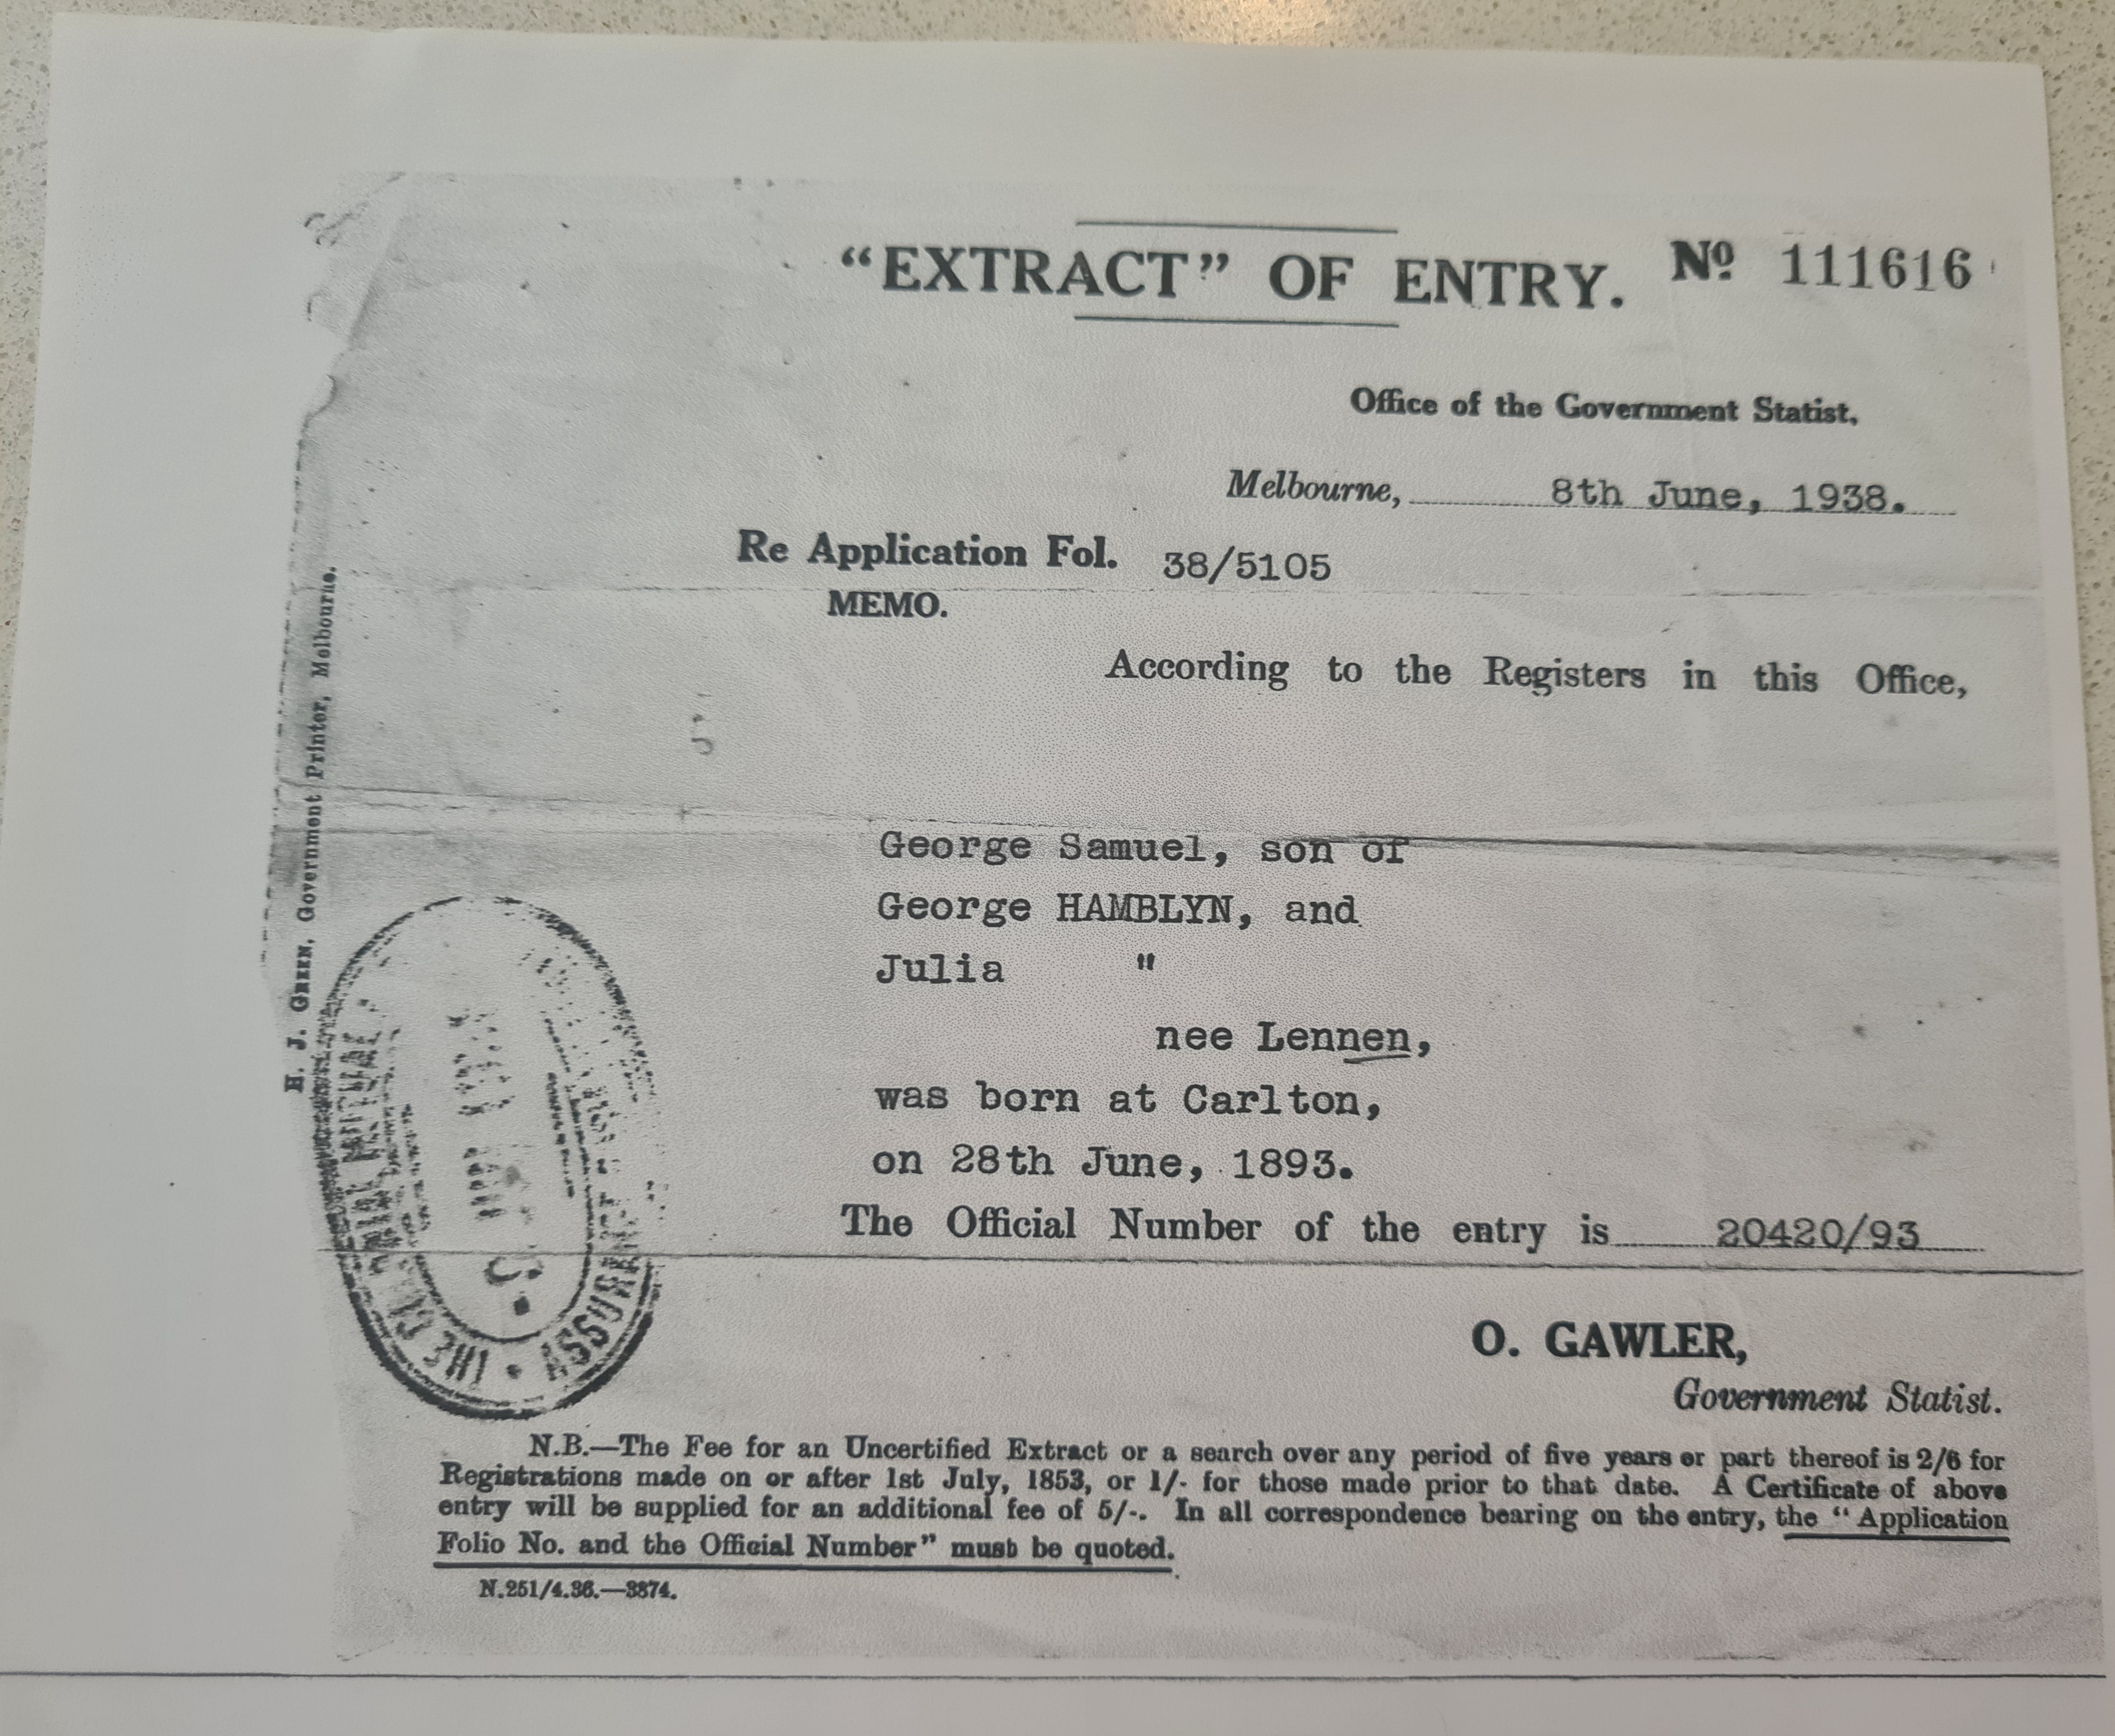 "EXTRACT" OF ENTRY. Nº 111616
Office of the Government Statist,
Melbourne, 8th June, 1938.
Re Application Fol. 38/5105
MEMO.
According to the Registers in this Office,
George Samuel, son of
George HAMBLYN, and
Julia "
nee Lennen,
was born at Carlton,
on 28th June, 1893.
The Official Number of the entry is 20420/93
O. GAWLER,
Government Statist.
N.B.—The Fee for an Uncertified Extract or a search over any period of five years or part thereof is 2/6 for
Registrations made on or after 1st July, 1853, or 1/- for those made prior to that date. A Certificate of above
entry will be supplied for an additional fee of 5/-. In all correspondence bearing on the entry, the "Application
Folio No. and the Official Number" must be quoted.
N.251/4.36.—3874.
H. J. GREEN, Government Printer, Melbourne.
THE